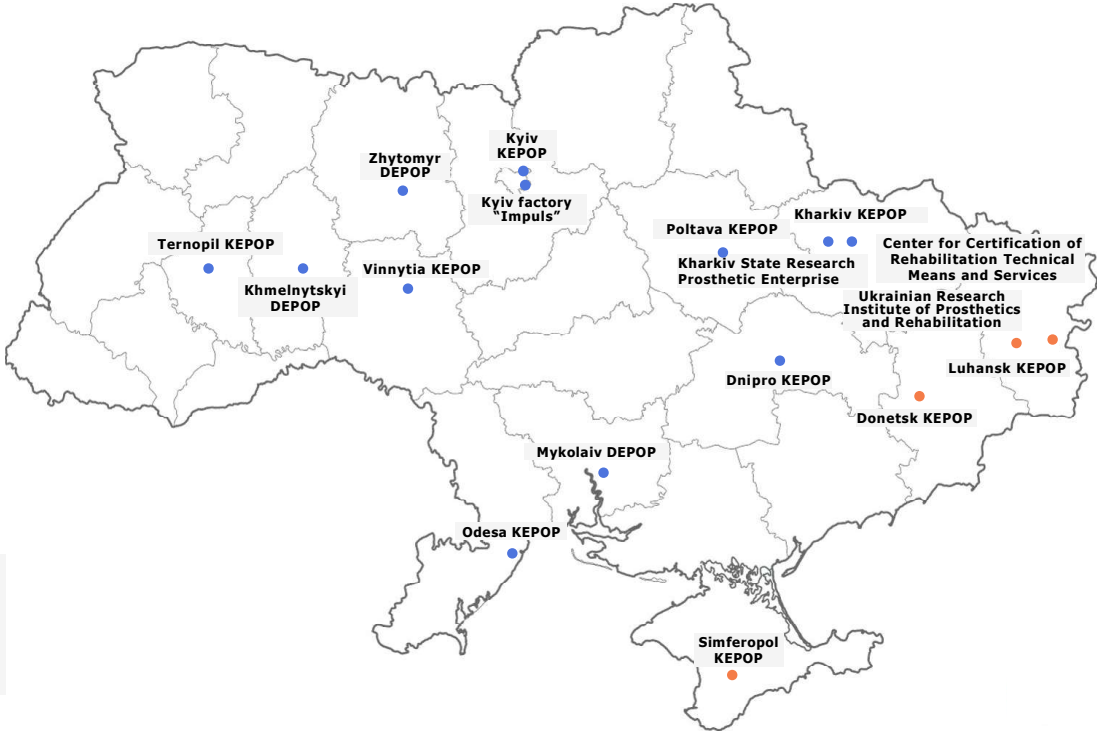 Kyiv
KEPOP
Zhytomyr
DEPOP
Kyiv factory
“Impuls”
Kharkiv KEPOP
Poltava KEPOP
Ternopil KEPOP
Center for Certification of
Rehabilitation Technical
Means and Services
Kharkiv State Research
Prosthetic Enterprise
Vinnytia KEPOP
Khmelnytskyi
DEPOP
Ukrainian Research
Institute of Prosthetics
and Rehabilitation
Luhansk KEPOP
Dnipro KEPOP
Donetsk KEPOP
Mykolaiv DEPOP
Odesa KEPOP
Simferopol
KEPOP